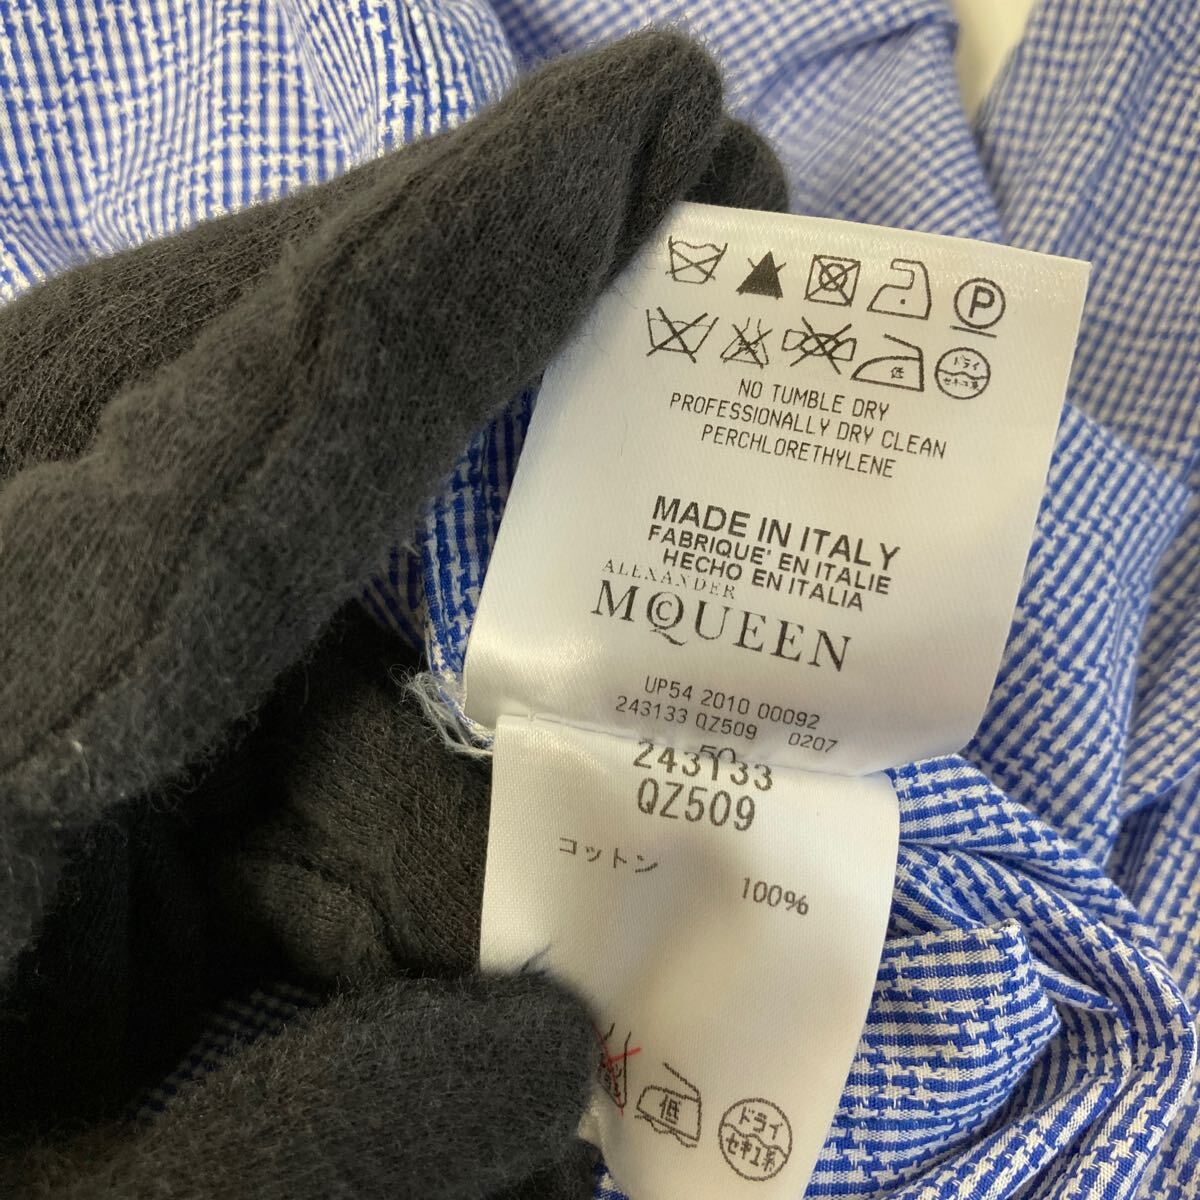 P
低
ドライ
セキユ系
NO TUMBLE DRY
PROFESSIONALLY DRY CLEAN
PERCHLORETHYLENE
MADE IN ITALY
FABRIQUE' EN ITALIE
HECHO EN ITALIA
ALEXANDER
MCQUEEN
UP54 2010 00092
243133 QZ509 0207
50
243133
QZ509
コットン 100%
低
ドライ
セキユ系